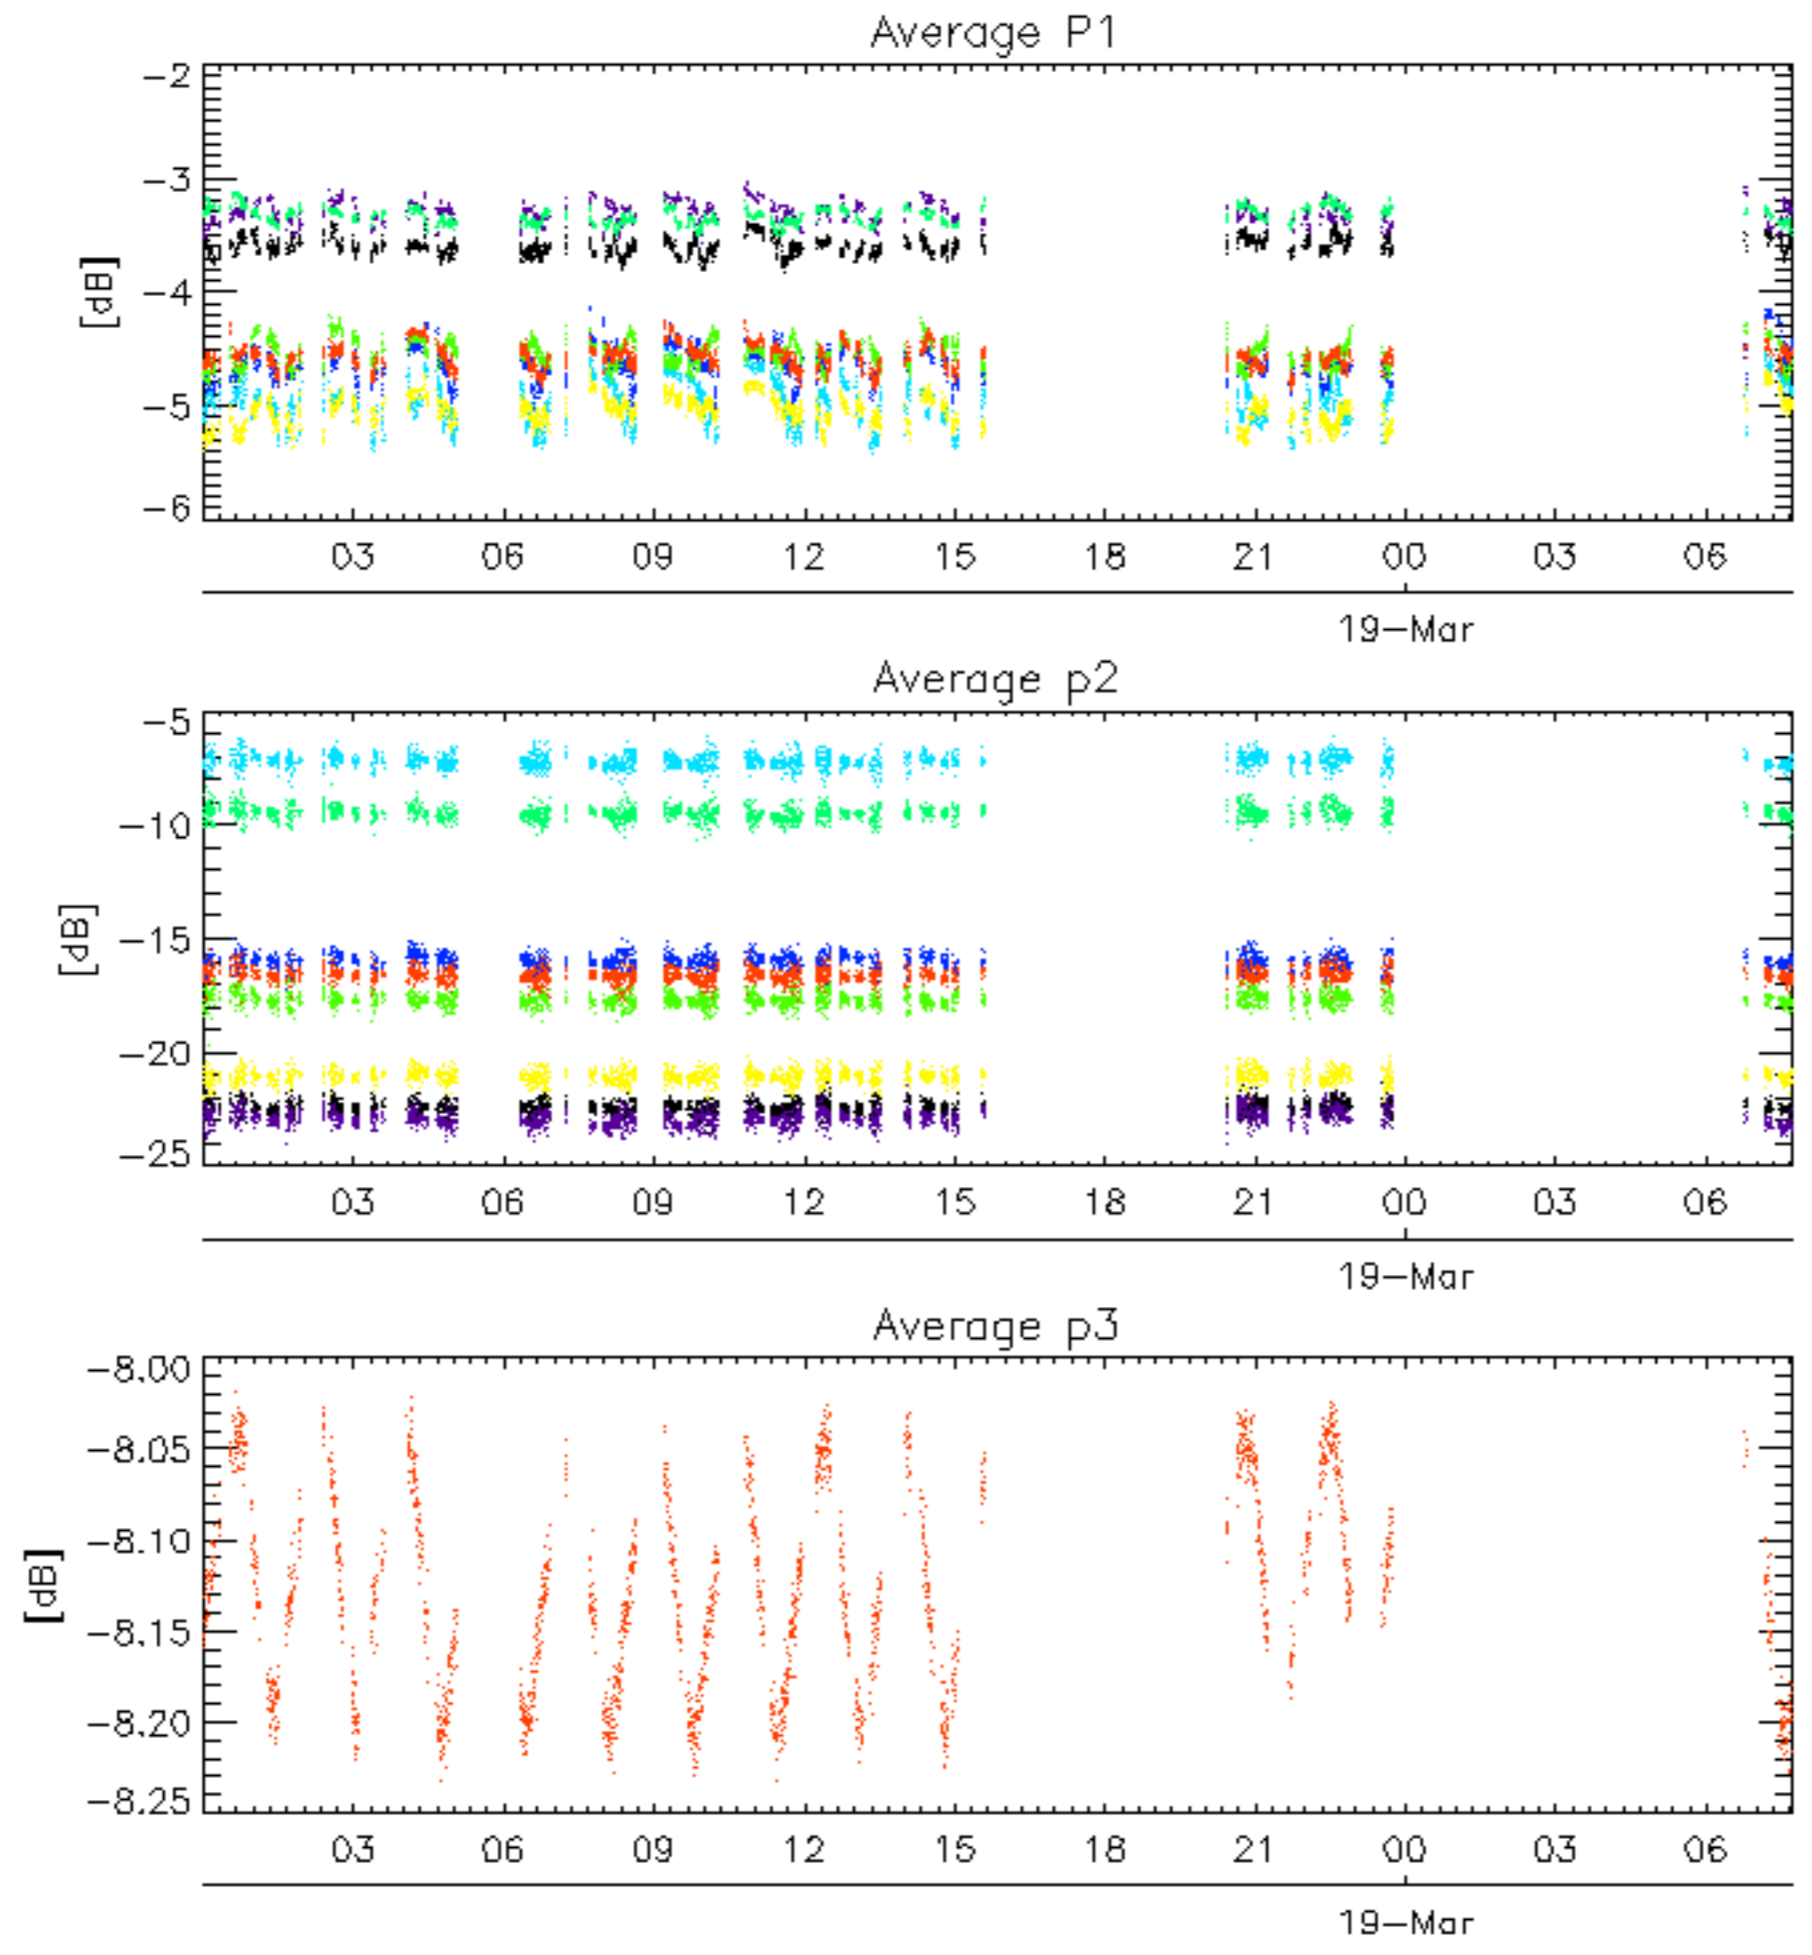 Average P1
-2
-3
-4
-5
-6
[dB]
03 06 09 12 15 18 21 00 03 06
19-Mar
Average p2
-5
-10
-15
-20
-25
[dB]
03 06 09 12 15 18 21 00 03 06
19-Mar
Average p3
-8.00
-8.05
-8.10
-8.15
-8.20
-8.25
[dB]
03 06 09 12 15 18 21 00 03 06
19-Mar